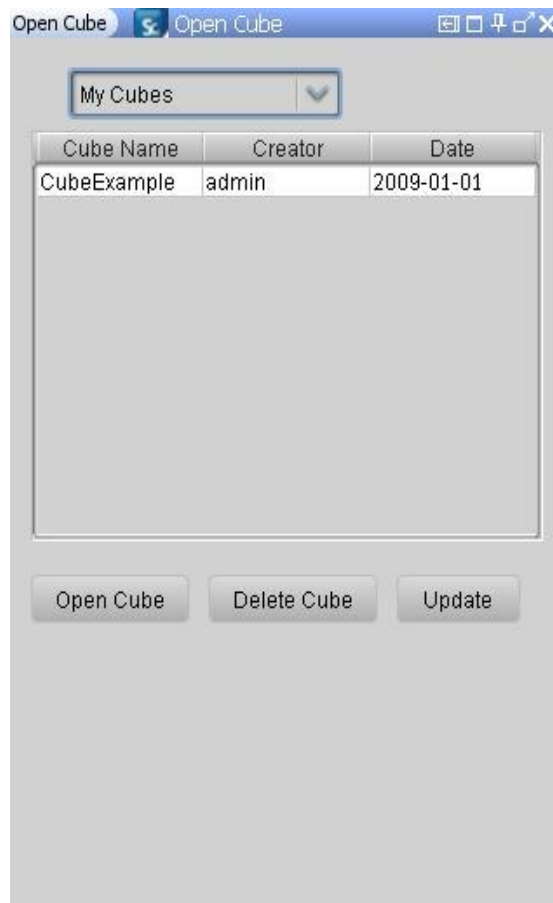 Open Cube Sc Open Cube
My Cubes
Cube Name Creator Date
CubeExample admin 2009-01-01
Open Cube Delete Cube Update